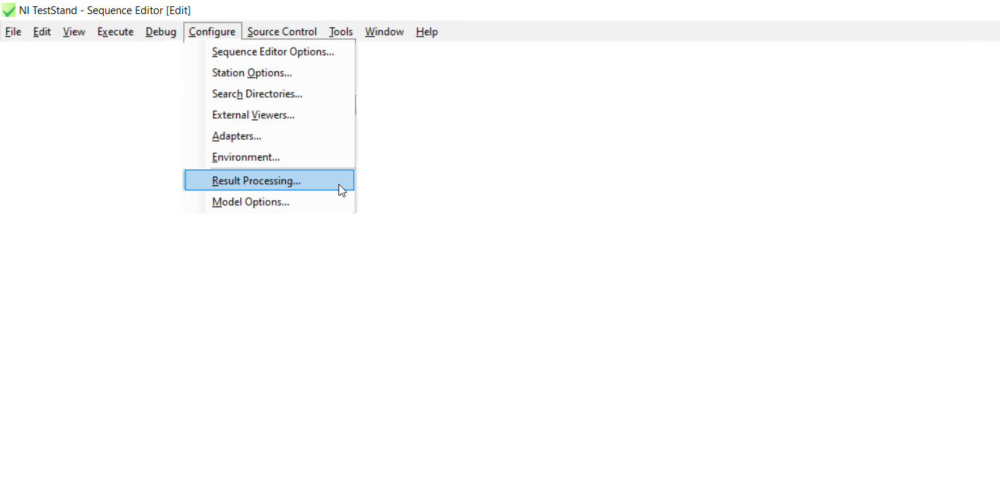 NI TestStand - Sequence Editor [Edit]
File Edit View Execute Debug Configure Source Control Tools Window Help
Sequence Editor Options...
Station Options...
Search Directories...
External Viewers...
Adapters...
Environment...
Result Processing...
Model Options...